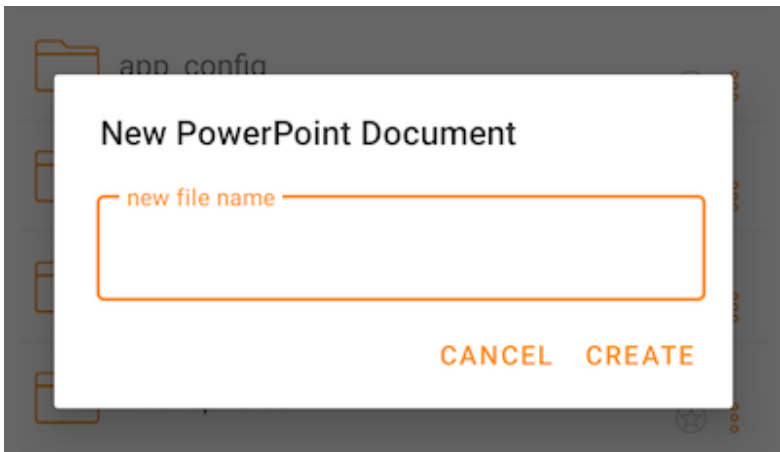 app_config
New PowerPoint Document
new file name
CANCEL CREATE